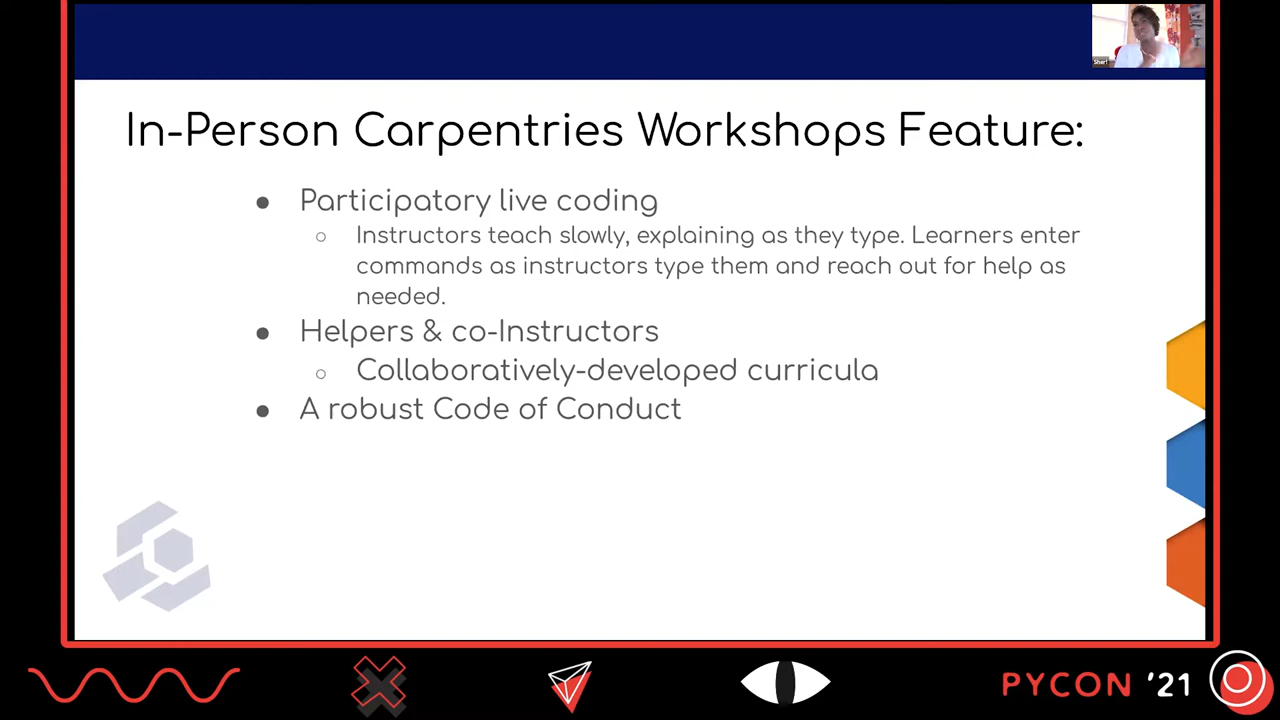 Sheri
In-Person Carpentries Workshops Feature:
● Participatory live coding
○ Instructors teach slowly, explaining as they type. Learners enter
commands as instructors type them and reach out for help as
needed.
● Helpers & co-Instructors
○ Collaboratively-developed curricula
● A robust Code of Conduct
PYCON '21